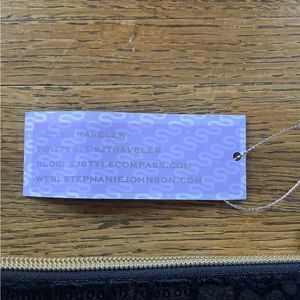 TRAVELER
TWITTER: @SJTRAVELER
BLOG: SJSTYLECOMPASS.COM
WEB: STEPHANIEJOHNSON.COM